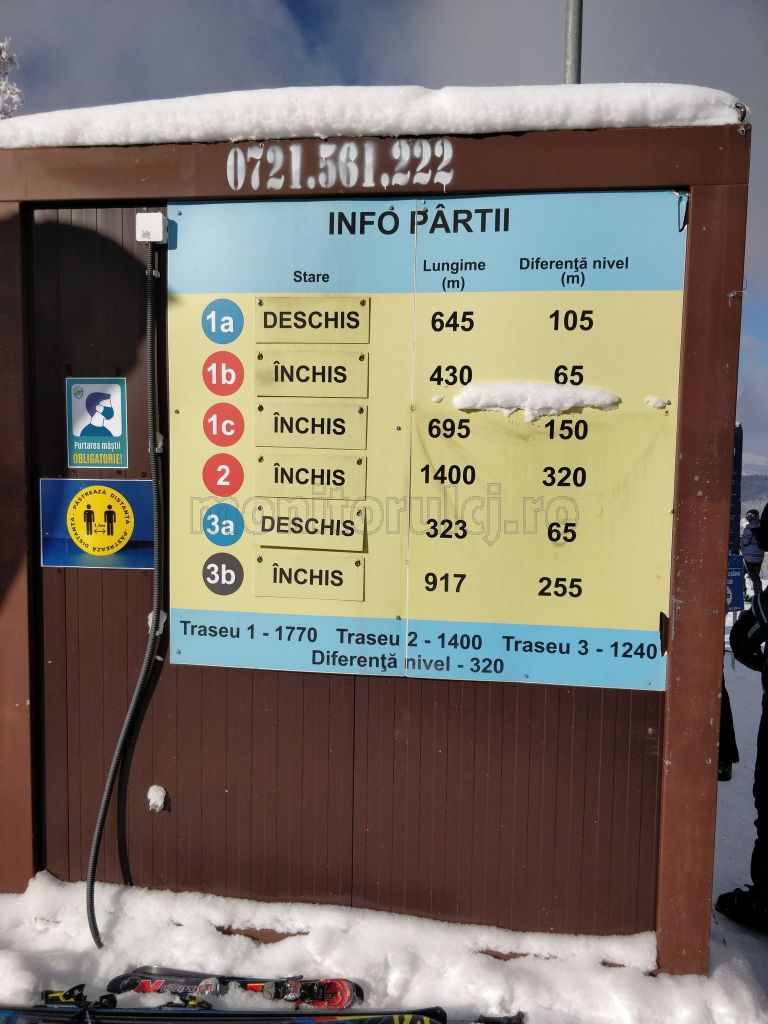 0721.561.222
INFO PÂRTII
Stare Lungime (m) Diferență nivel (m)
1a DESCHIS 645 105
1b ÎNCHIS 430 65
1c ÎNCHIS 695 150
2 ÎNCHIS 1400 320
3a DESCHIS 323 65
3b ÎNCHIS 917 255
Traseu 1 - 1770 Traseu 2 - 1400 Traseu 3 - 1240
Diferență nivel - 320
Purtarea măștii
OBLIGATORIE!
PĂSTREAZĂ DISTANȚA - PĂSTREAZĂ DISTANȚA -
monitorulcj.ro